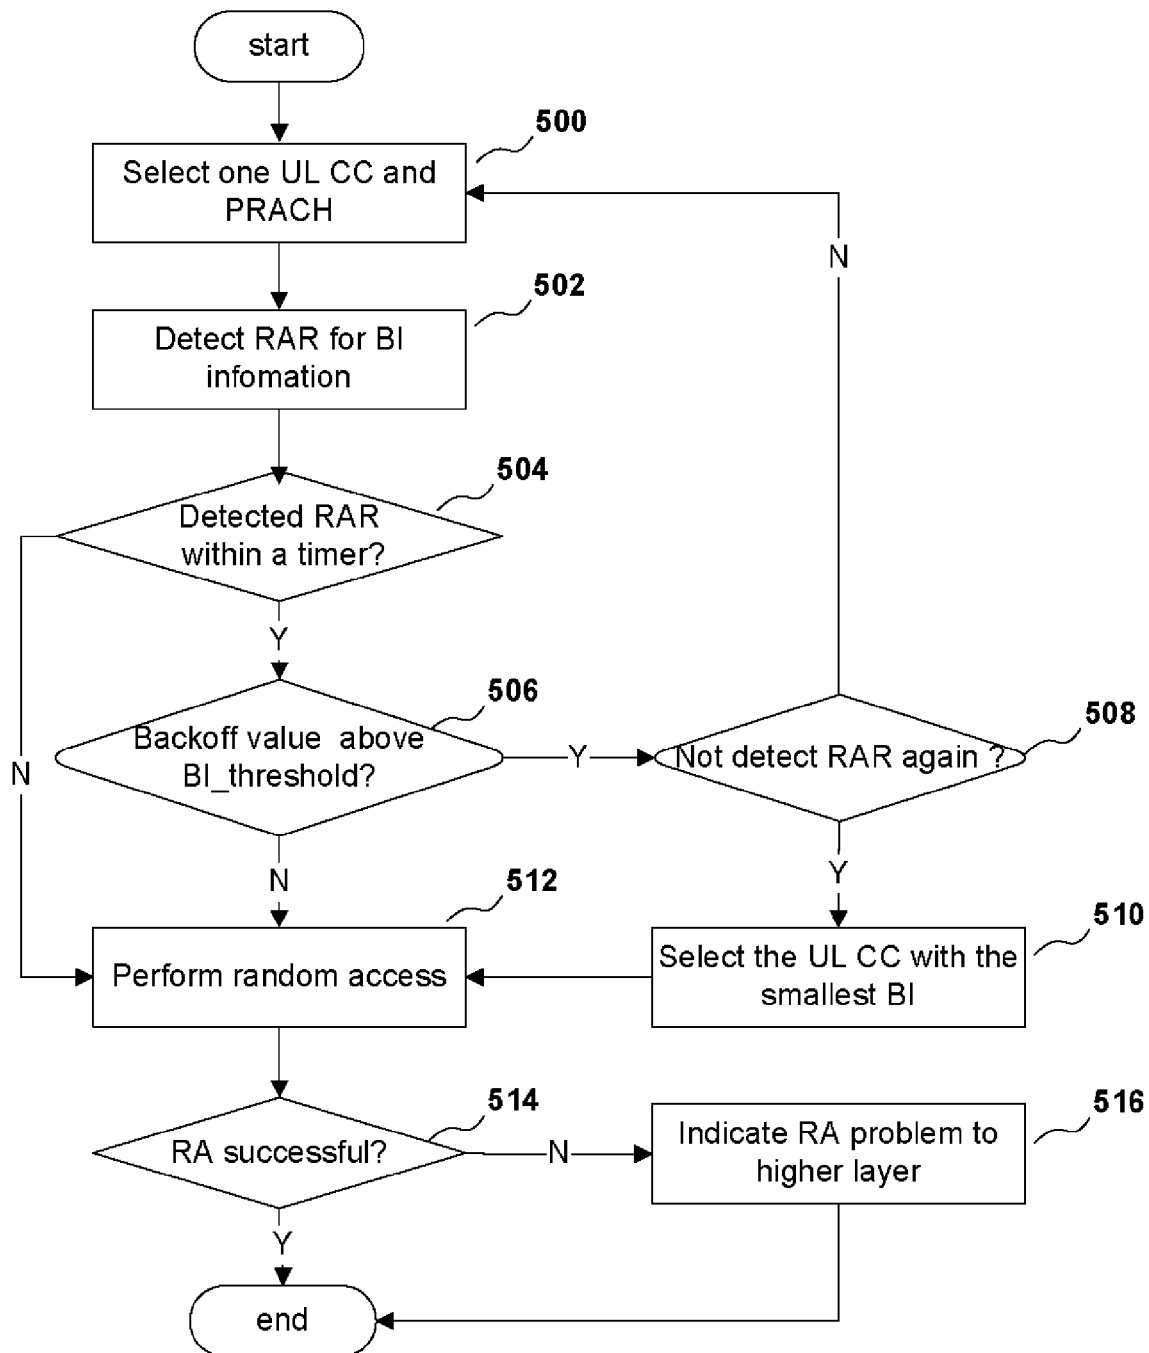 start
500
Select one UL CC and
PRACH
N
502
Detect RAR for BI
infomation
504
Detected RAR
within a timer?
Y
506
Backoff value above
BI_threshold?
Y
508
Not detect RAR again ?
N
N
Y
512
Perform random access
510
Select the UL CC with the
smallest BI
514
RA successful?
N
516
Indicate RA problem to
higher layer
Y
end